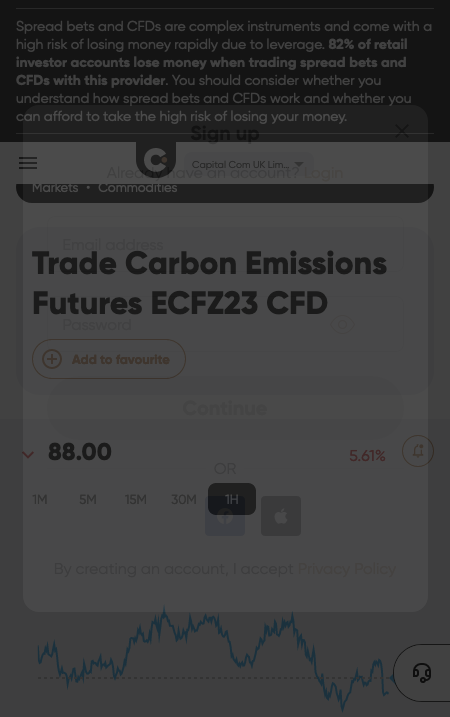 Spread bets and CFDs are complex instruments and come with a
high risk of losing money rapidly due to leverage. 82% of retail
investor accounts lose money when trading spread bets and
CFDs with this provider. You should consider whether you
understand how spread bets and CFDs work and whether you
can afford to take the high risk of losing your money.
Sign up
Capital Com UK Lim...
Already have an account? Login
Markets • Commodities
Email address
Trade Carbon Emissions
Futures ECFZ23 CFD
Password
Add to favourite
Continue
88.00
5.61%
OR
1M 5M 15M 30M 1H
By creating an account, I accept Privacy Policy